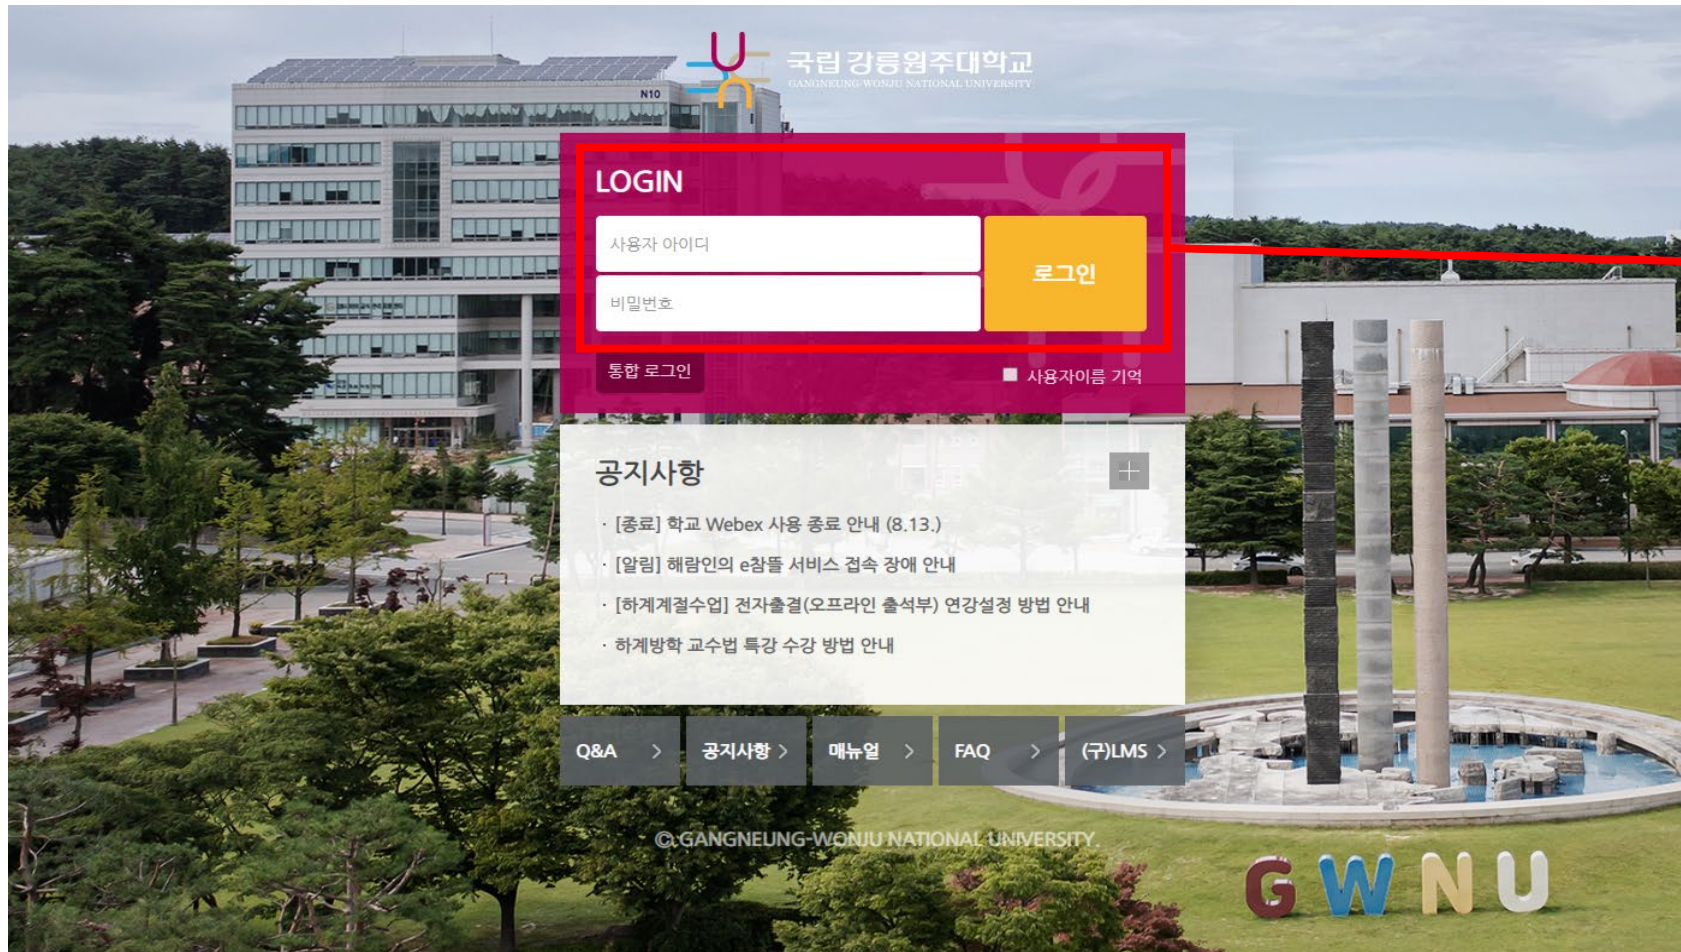 국립 강릉원주대학교
GANGNEUNG-WONJU NATIONAL UNIVERSITY
N10
LOGIN
사용자 아이디
로그인
비밀번호
통합 로그인
사용자이름 기억
공지사항
· [종료] 학교 Webex 사용 종료 안내 (8.13.)
· [알림] 해람인의 e참뜰 서비스 접속 장애 안내
· [하계계절수업] 전자출결(오프라인 출석부) 연강설정 방법 안내
· 하계방학 교수법 특강 수강 방법 안내
Q&A > 공지사항 > 매뉴얼 > FAQ > (구)LMS >
© GANGNEUNG-WONJU NATIONAL UNIVERSITY.
GWNU